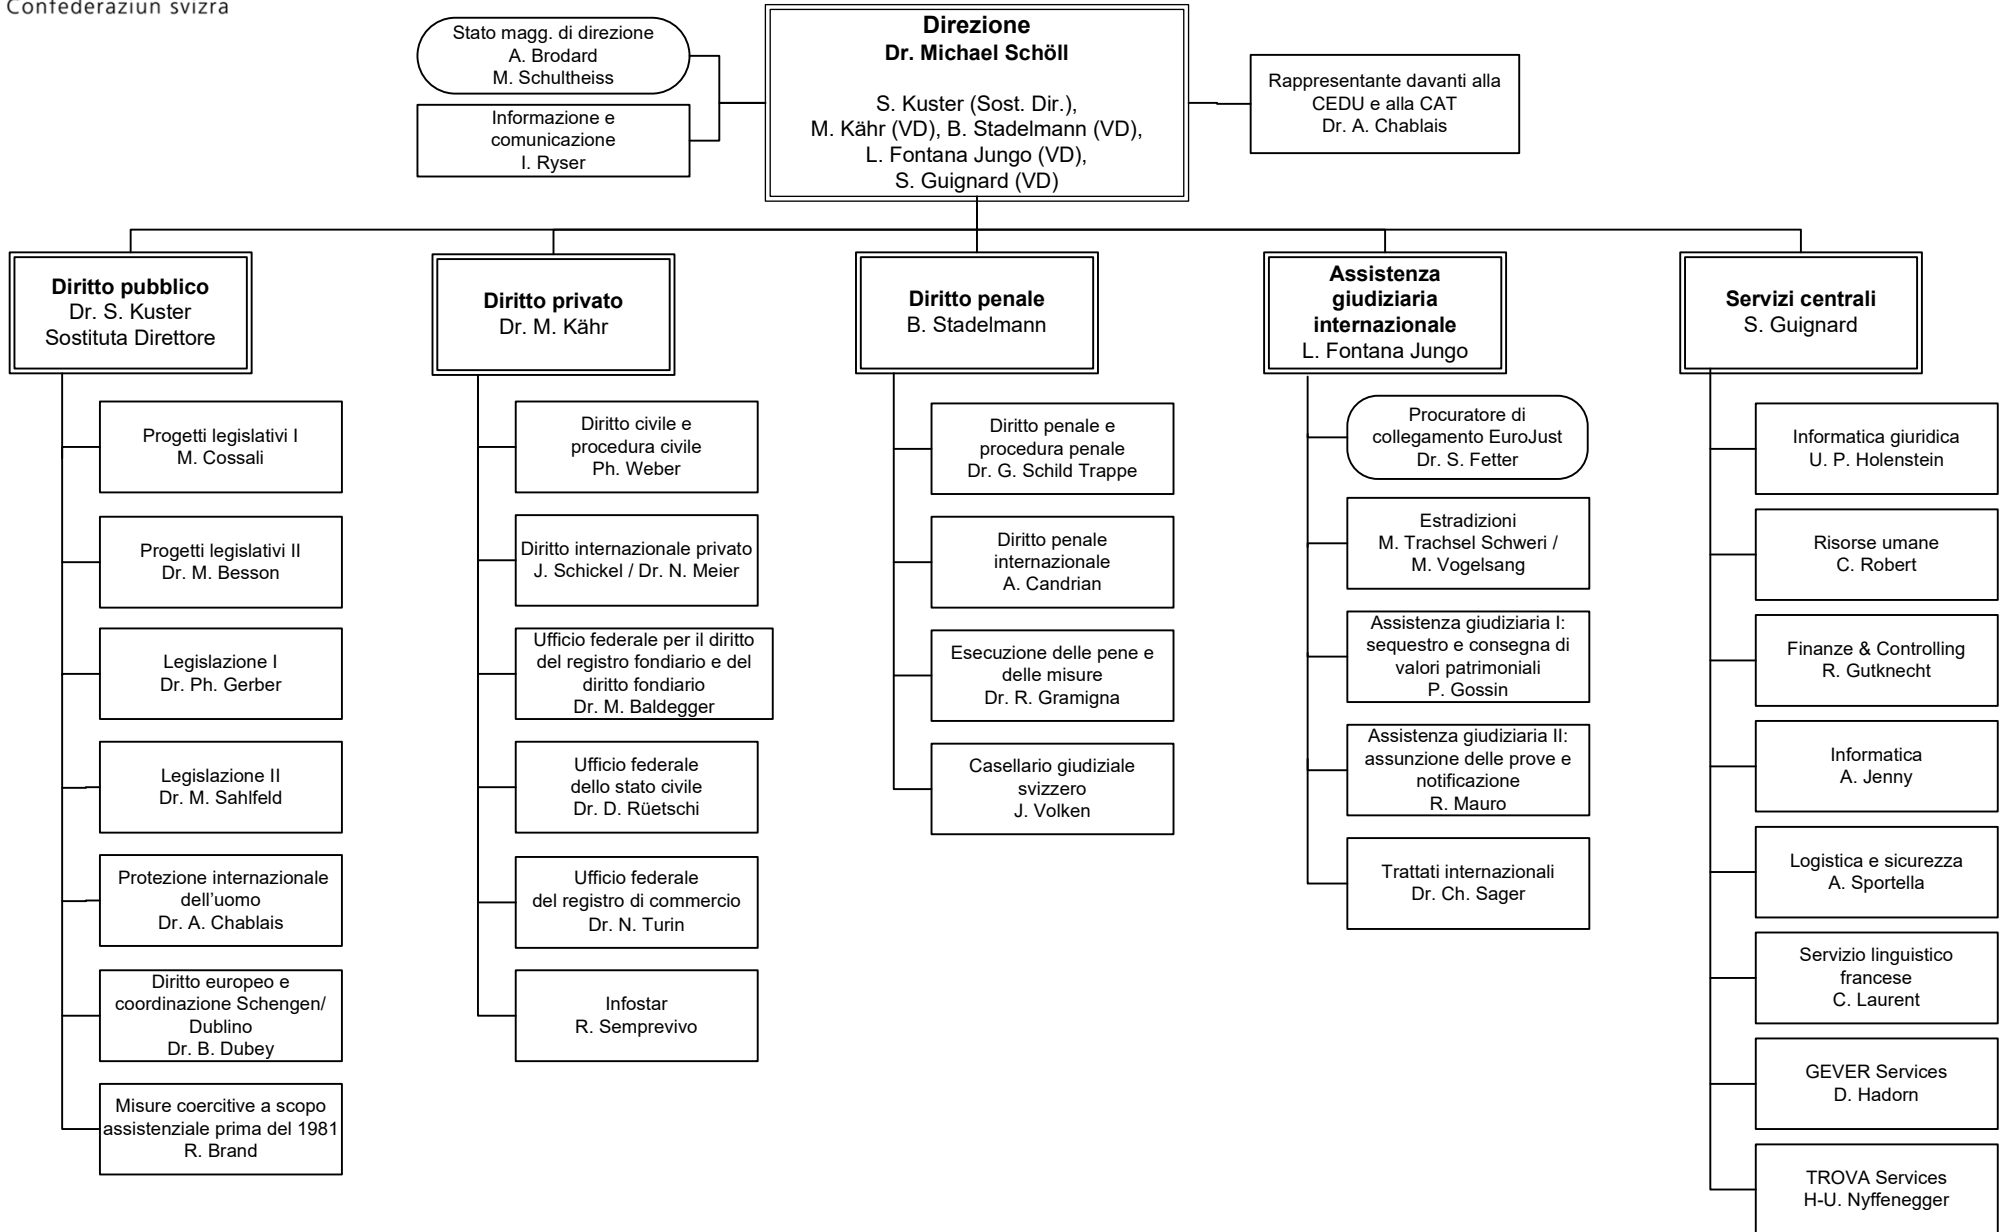 Confederaziun svizra
Stato magg. di direzione
A. Brodard
M. Schultheiss
Informazione e
comunicazione
I. Ryser
Direzione
Dr. Michael Schöll
S. Kuster (Sost. Dir.),
M. Kähr (VD), B. Stadelmann (VD),
L. Fontana Jungo (VD),
S. Guignard (VD)
Rappresentante davanti alla
CEDU e alla CAT
Dr. A. Chablais
Diritto pubblico
Dr. S. Kuster
Sostituta Direttore
Progetti legislativi I
M. Cossali
Progetti legislativi II
Dr. M. Besson
Legislazione I
Dr. Ph. Gerber
Legislazione II
Dr. M. Sahlfeld
Protezione internazionale
dell'uomo
Dr. A. Chablais
Diritto europeo e
coordinazione Schengen/
Dublino
Dr. B. Dubey
Misure coercitive a scopo
assistenziale prima del 1981
R. Brand
Diritto privato
Dr. M. Kähr
Diritto civile e
procedura civile
Ph. Weber
Diritto internazionale privato
J. Schickel / Dr. N. Meier
Ufficio federale per il diritto
del registro fondiario e del
diritto fondiario
Dr. M. Baldegger
Ufficio federale
dello stato civile
Dr. D. Rüetschi
Ufficio federale
del registro di commercio
Dr. N. Turin
Infostar
R. Semprevivo
Diritto penale
B. Stadelmann
Diritto penale e
procedura penale
Dr. G. Schild Trappe
Diritto penale
internazionale
A. Candrian
Esecuzione delle pene e
delle misure
Dr. R. Gramigna
Casellario giudiziale
svizzero
J. Volken
Assistenza
giudiziaria
internazionale
L. Fontana Jungo
Procuratore di
collegamento EuroJust
Dr. S. Fetter
Estradizioni
M. Trachsel Schweri /
M. Vogelsang
Assistenza giudiziaria I:
sequestro e consegna di
valori patrimoniali
P. Gossin
Assistenza giudiziaria II:
assunzione delle prove e
notificazione
R. Mauro
Trattati internazionali
Dr. Ch. Sager
Servizi centrali
S. Guignard
Informatica giuridica
U. P. Holenstein
Risorse umane
C. Robert
Finanze & Controlling
R. Gutknecht
Informatica
A. Jenny
Logistica e sicurezza
A. Sportella
Servizio linguistico
francese
C. Laurent
GEVER Services
D. Hadorn
TROVA Services
H-U. Nyffenegger